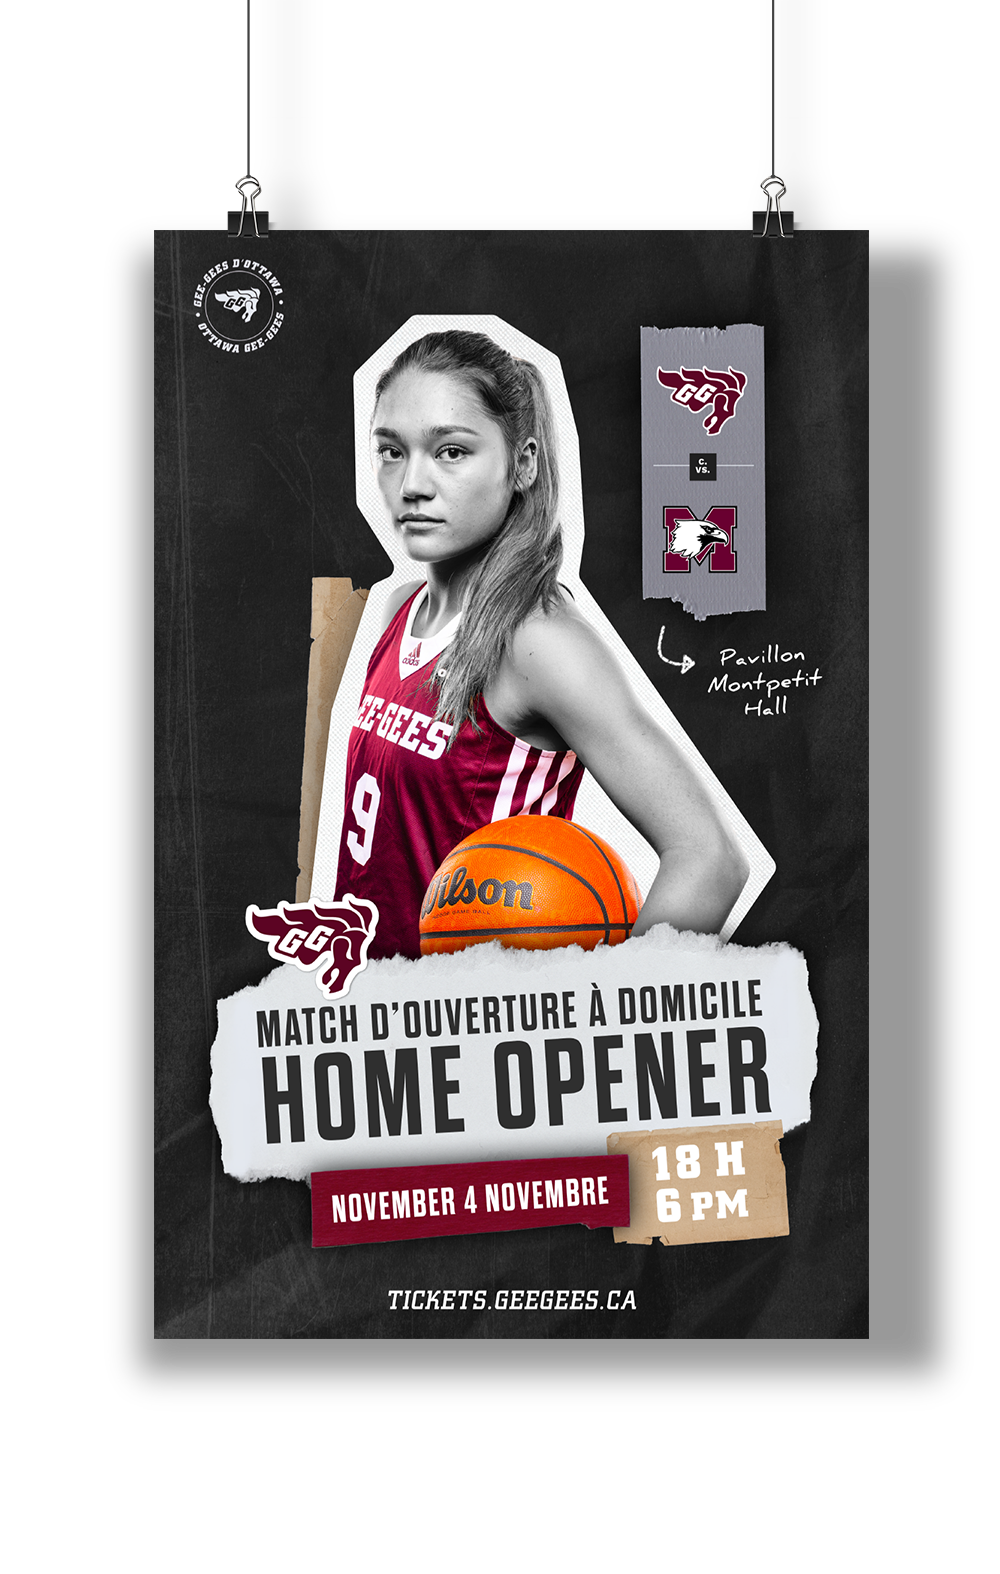 GEE-GEES D'OTTAWA
GG
OTTAWA GEE-GEES
GG
C.
VS.
M
Pavillon
Montpetit
Hall
adidas
EE-GEES
9
Wilson
GG
MATCH D'OUVERTURE À DOMICILE
HOME OPENER
NOVEMBER 4 NOVEMBRE
18 H
6 PM
TICKETS.GEEGEES.CA